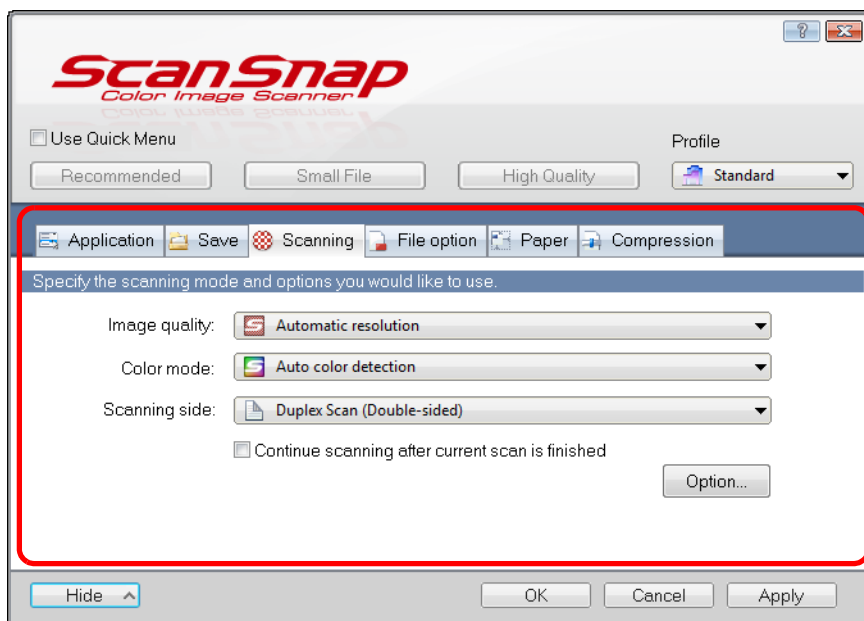 ScanSnap
Color Image Scanner
Use Quick Menu
Profile
Recommended Small File High Quality Standard
Application Save Scanning File option Paper Compression
Specify the scanning mode and options you would like to use.
Image quality: Automatic resolution
Color mode: Auto color detection
Scanning side: Duplex Scan (Double-sided)
Continue scanning after current scan is finished
Option...
Hide OK Cancel Apply